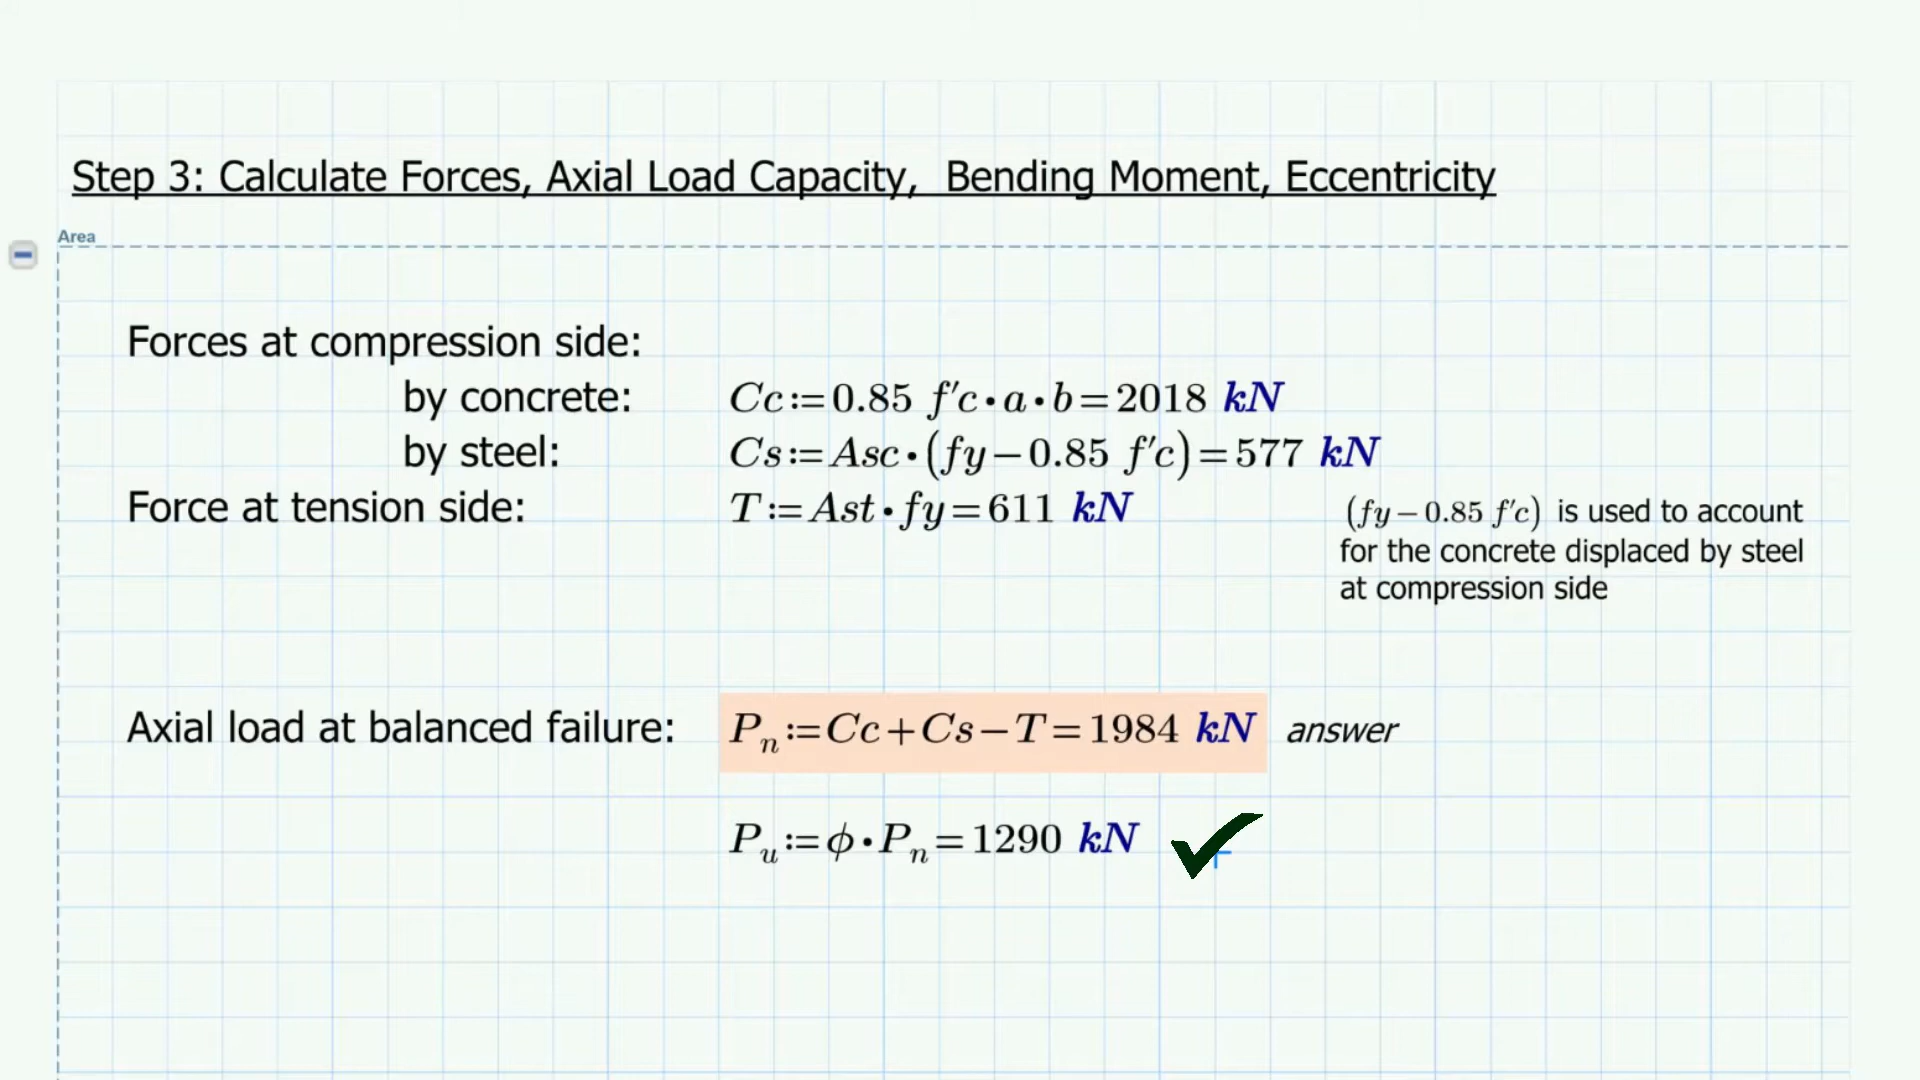 Step 3: Calculate Forces, Axial Load Capacity,  Bending Moment, Eccentricity
Area
Forces at compression side:
by concrete: Cc≔0.85 f′c·a·b=2018 kN
by steel: Cs≔Asc·(fy−0.85 f′c)=577 kN
Force at tension side: T≔Ast·fy=611 kN
(fy−0.85 f′c) is used to account
for the concrete displaced by steel
at compression side
Axial load at balanced failure: Pₙ≔Cc+Cs−T=1984 kN answer
Pᵤ≔ϕ·Pₙ=1290 kN